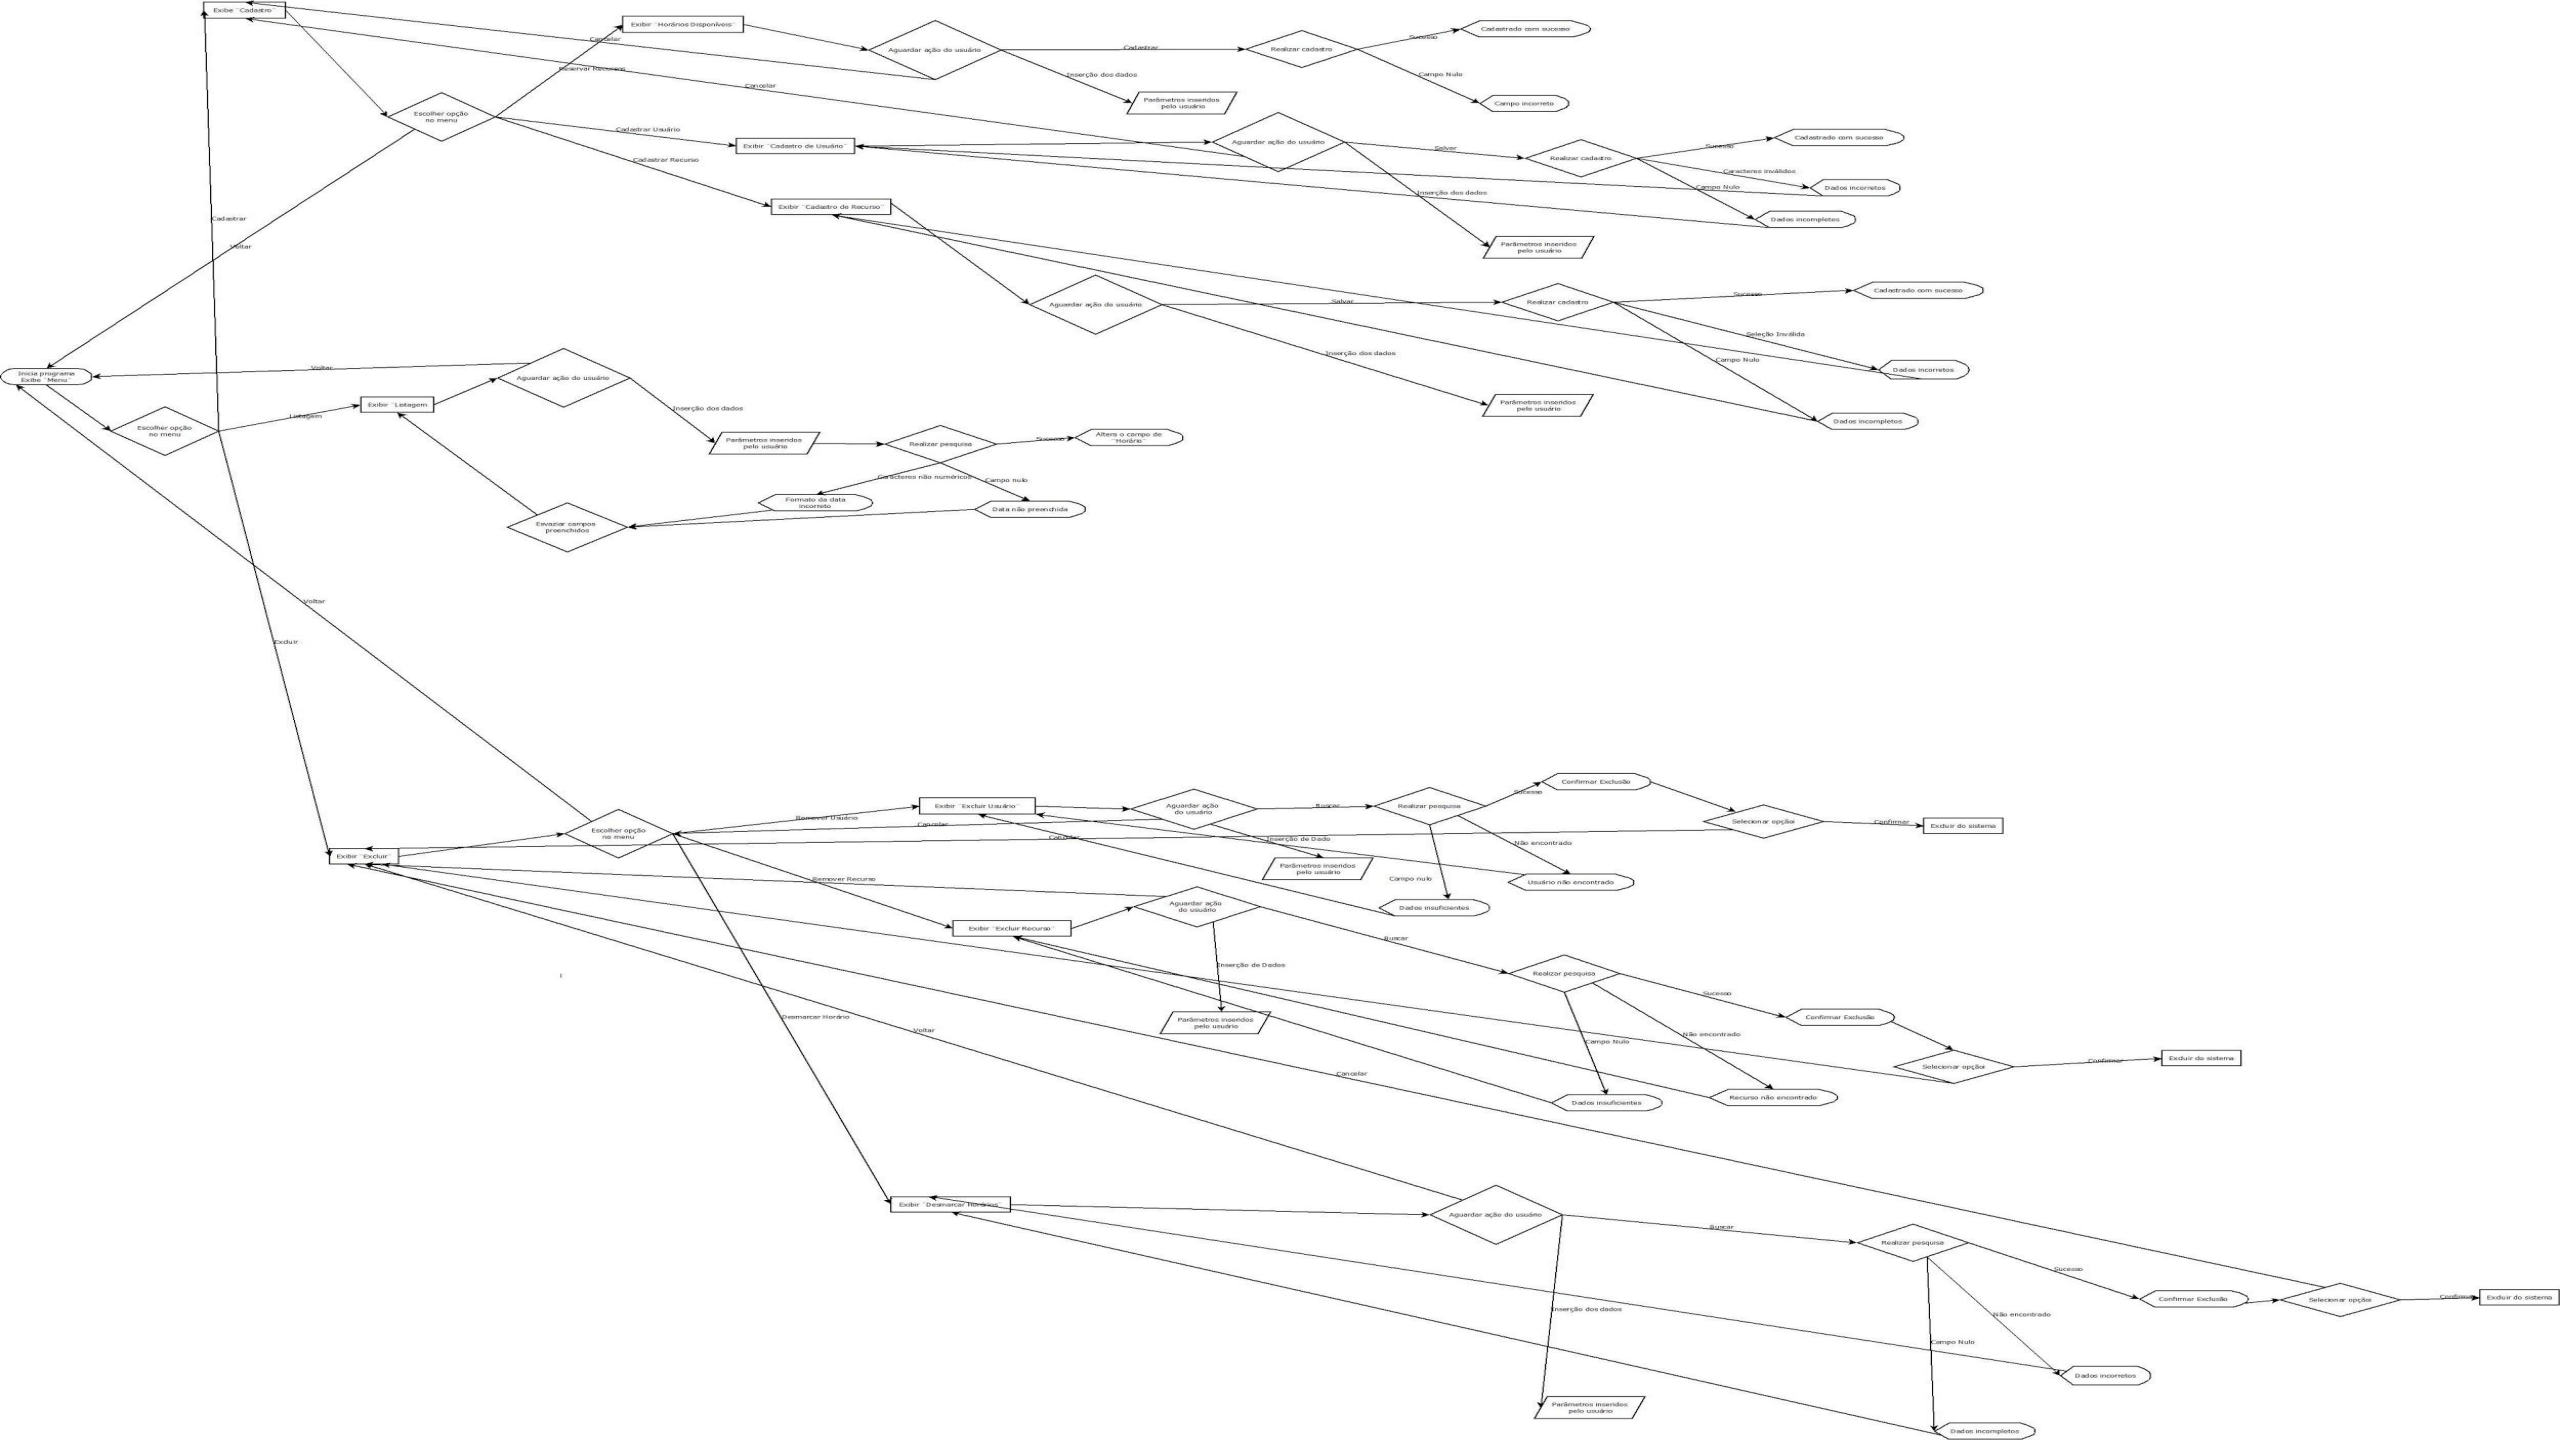 Exibe ¨Cadastro¨
Exibir ¨Horários Disponíveis¨
Cancelar
Reservar Recursos
Aguardar ação do usuário
Cadastrar
Realizar cadastro
Sucesso
Cadastrado com sucesso
Inserção dos dados
Campo Nulo
Cancelar
Parâmetros inseridos
pelo usuário
Campo incorreto
Escolher opção
no menu
Cadastrar Usuário
Exibir ¨Cadastro de Usuário¨
Aguardar ação do usuário
Salvar
Realizar cadastro
Sucesso
Cadastrado com sucesso
Cadastrar Recurso
Caracteres inválidos
Campo Nulo
Dados incorretos
Inserção dos dados
Exibir ¨Cadastro de Recurso¨
Dados incompletos
Cadastrar
Voltar
Parâmetros inseridos
pelo usuário
Aguardar ação do usuário
Salvar
Realizar cadastro
Sucesso
Cadastrado com sucesso
Seleção Inválida
Inserção dos dados
Campo Nulo
Dados incorretos
Inicia programa
Exibe ¨Menu¨
Voltar
Aguardar ação do usuário
Exibir ¨Listagem
Inserção dos dados
Parâmetros inseridos
pelo usuário
Dados incompletos
Escolher opção
no menu
Listagem
Parâmetros inseridos
pelo usuário
Realizar pesquisa
Sucesso
Altera o campo de
¨Horário¨
Caracteres não numéricos
Campo nulo
Formato da data
incorreto
Data não preenchida
Esvaziar campos
preenchidos
Voltar
Excluir
Confirmar Exclusão
Exibir ¨Excluir Usuário¨
Aguardar ação
do usuário
Buscar
Realizar pesquisa
Sucesso
Remover Usuário
Cancelar
Selecionar opção
Confirmar
Excluir do sistema
Escolher opção
no menu
Cancelar
Inserção de Dado
Não encontrado
Exibir ¨Excluir¨
Parâmetros inseridos
pelo usuário
Remover Recurso
Campo nulo
Usuário não encontrado
Aguardar ação
do usuário
Dados insuficientes
Exibir ¨Excluir Recurso¨
Buscar
Inserção de Dados
Realizar pesquisa
Sucesso
Desmarcar Horário
Parâmetros inseridos
pelo usuário
Confirmar Exclusão
Voltar
Campo Nulo
Não encontrado
Selecionar opção
Confirmar
Excluir do sistema
Cancelar
Dados insuficientes
Recurso não encontrado
Exibir ¨Desmarcar Horários¨
Aguardar ação do usuário
Buscar
Realizar pesquisa
Sucesso
Confirmar Exclusão
Selecionar opção
Confirmar
Excluir do sistema
Inserção dos dados
Não encontrado
Campo Nulo
Dados incorretos
Parâmetros inseridos
pelo usuário
Dados incompletos